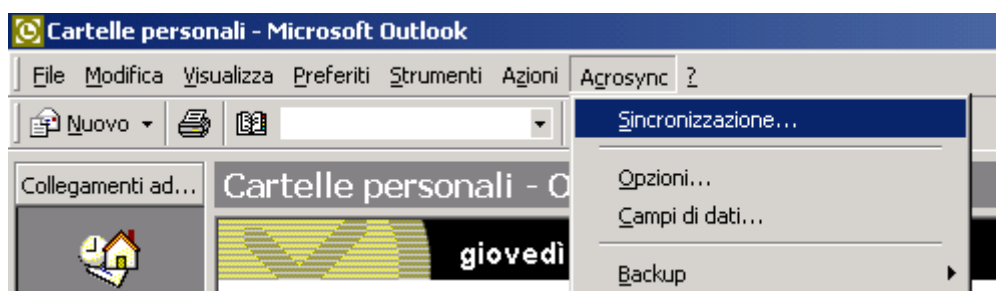 Cartelle personali - Microsoft Outlook
File Modifica Visualizza Preferiti Strumenti Azioni Acrosync ?
Nuovo
Sincronizzazione...
Collegamenti ad... Cartelle personali - O
Opzioni...
Campi di dati...
giovedì
Backup